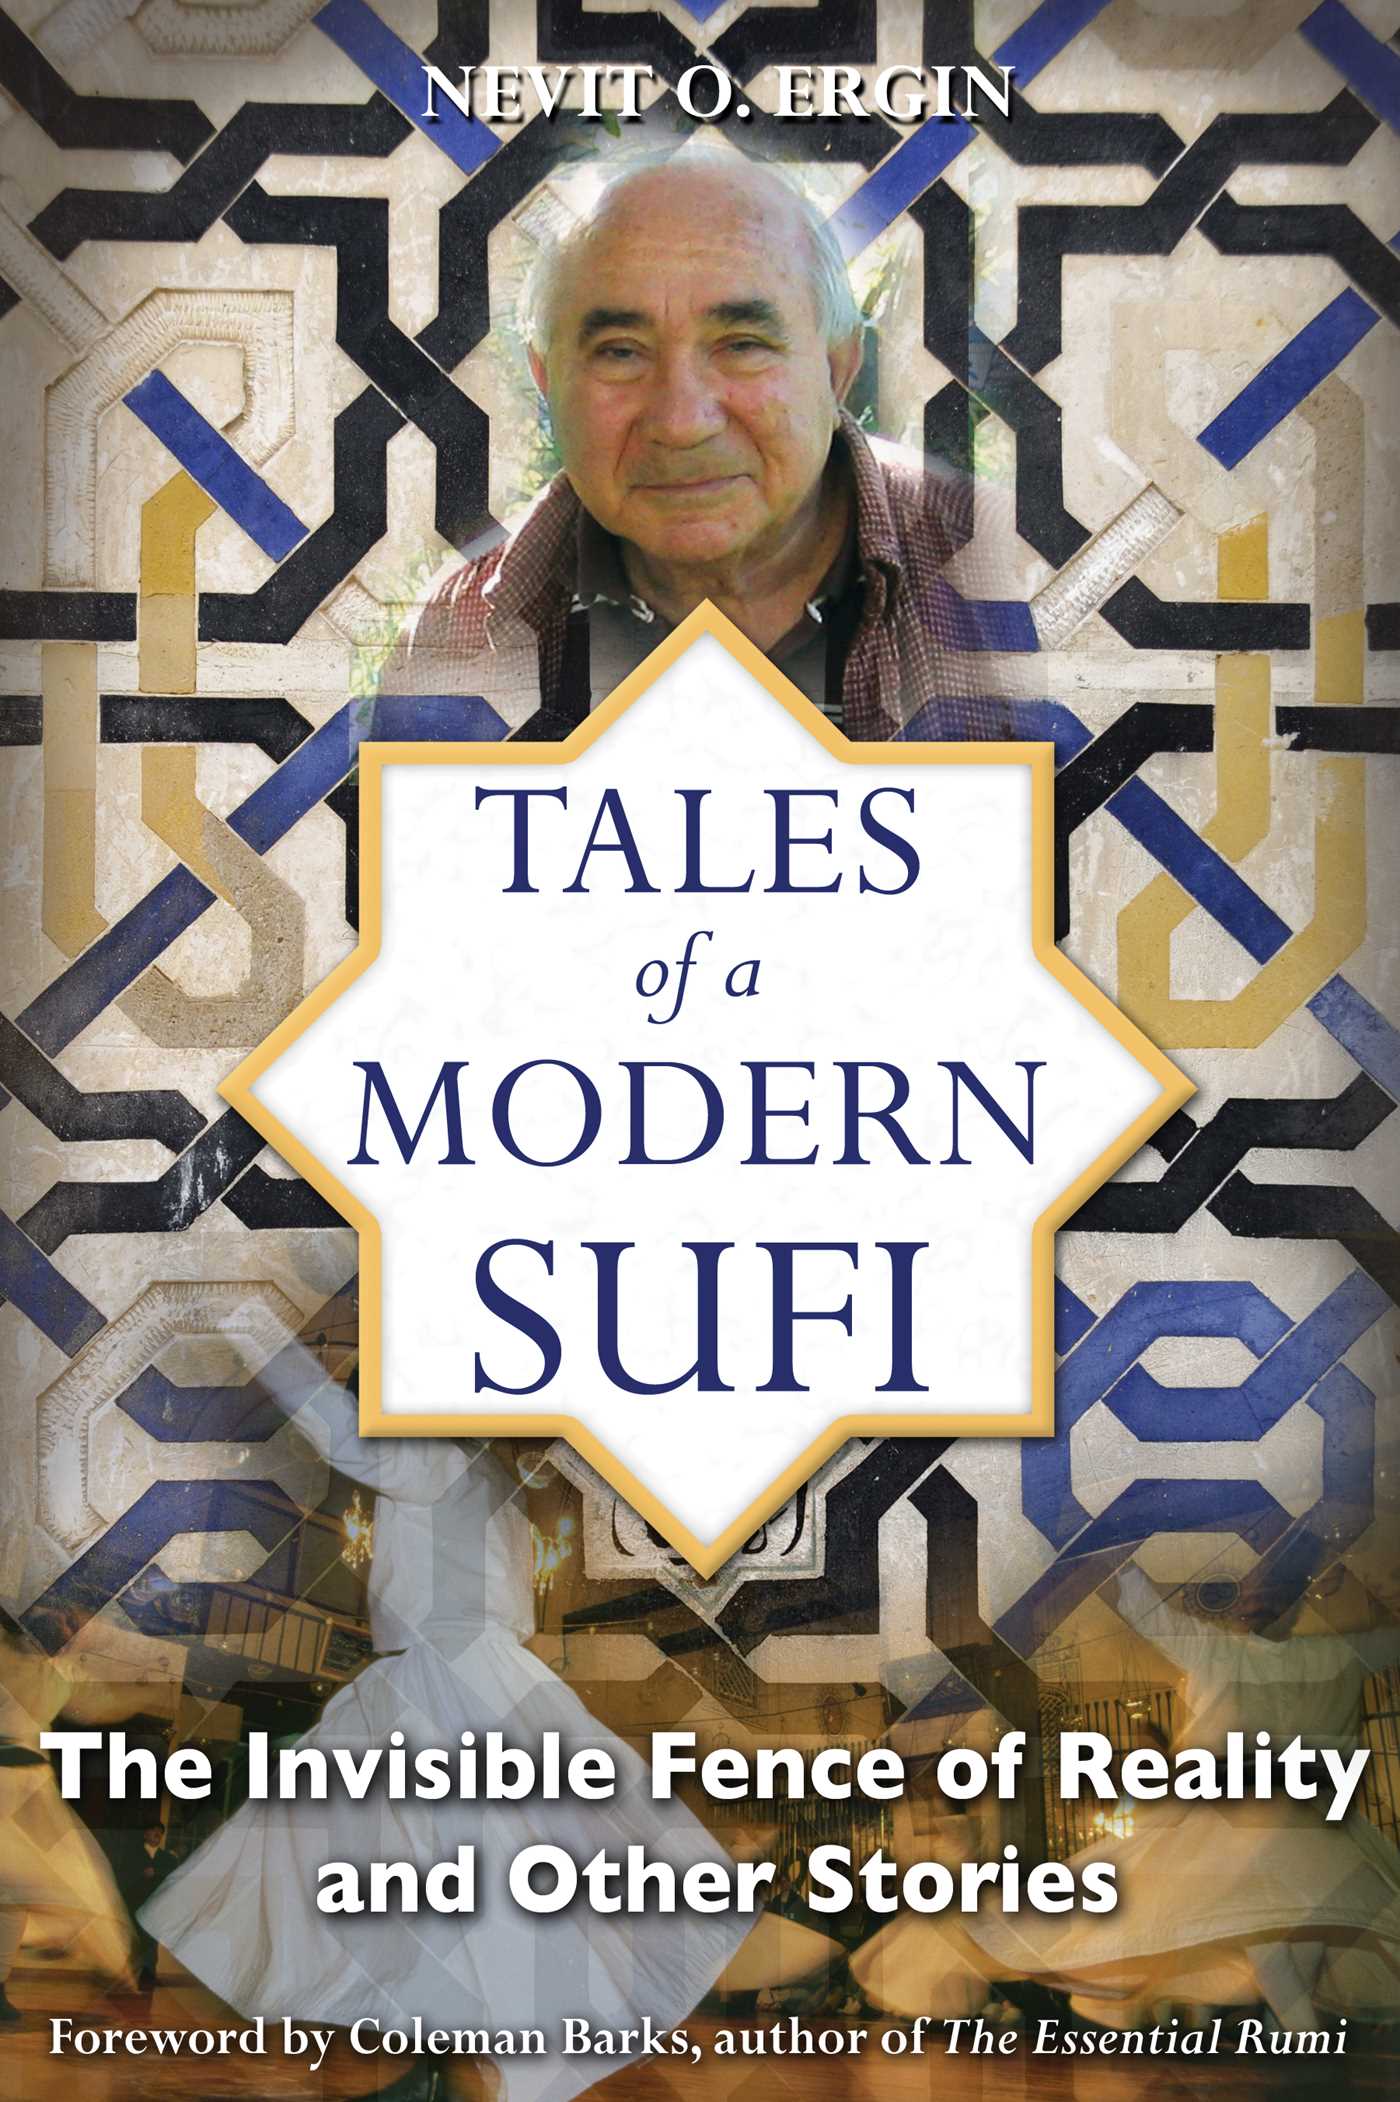 NEVIT O. ERGIN
TALES
of a
MODERN
SUFI
The Invisible Fence of Reality
and Other Stories
Foreword by Coleman Barks, author of The Essential Rumi